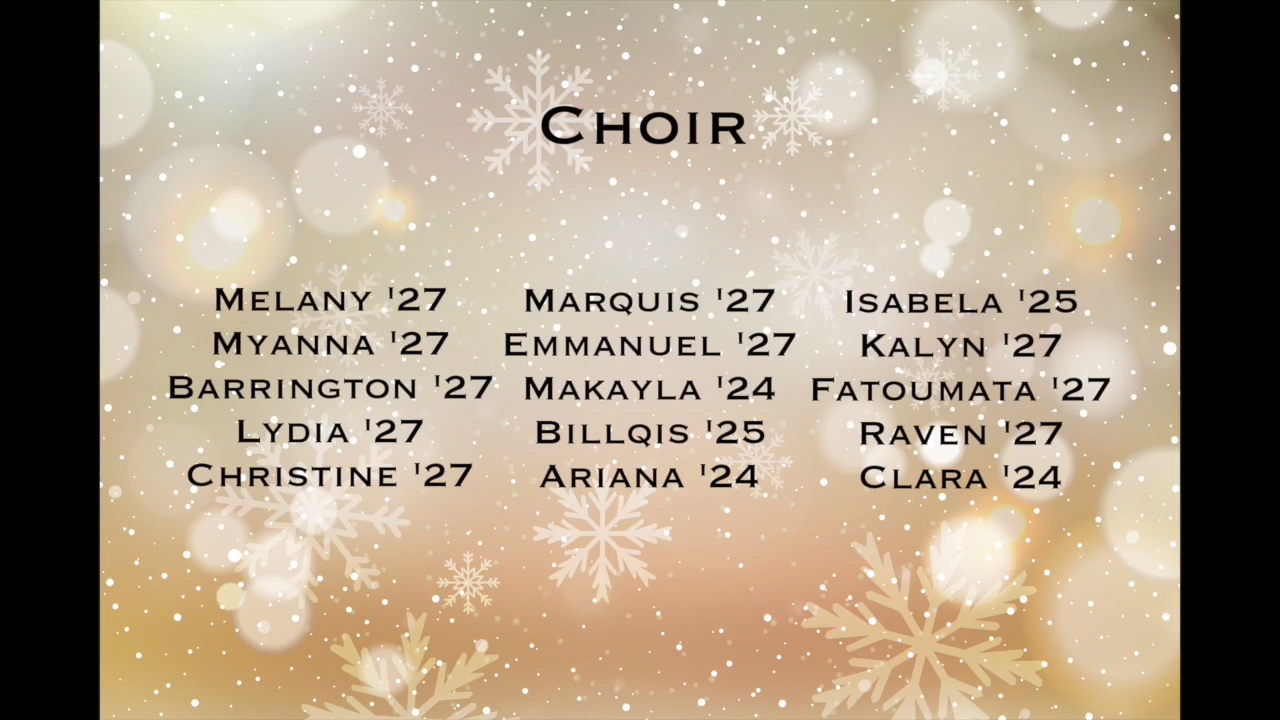 CHOIR
MELANY '27 MARQUIS '27 ISABELA '25
MYANNA '27 EMMANUEL '27 KALYN '27
BARRINGTON '27 MAKAYLA '24 FATOUMATA '27
LYDIA '27 BILLQIS '25 RAVEN '27
CHRISTINE '27 ARIANA '24 CLARA '24